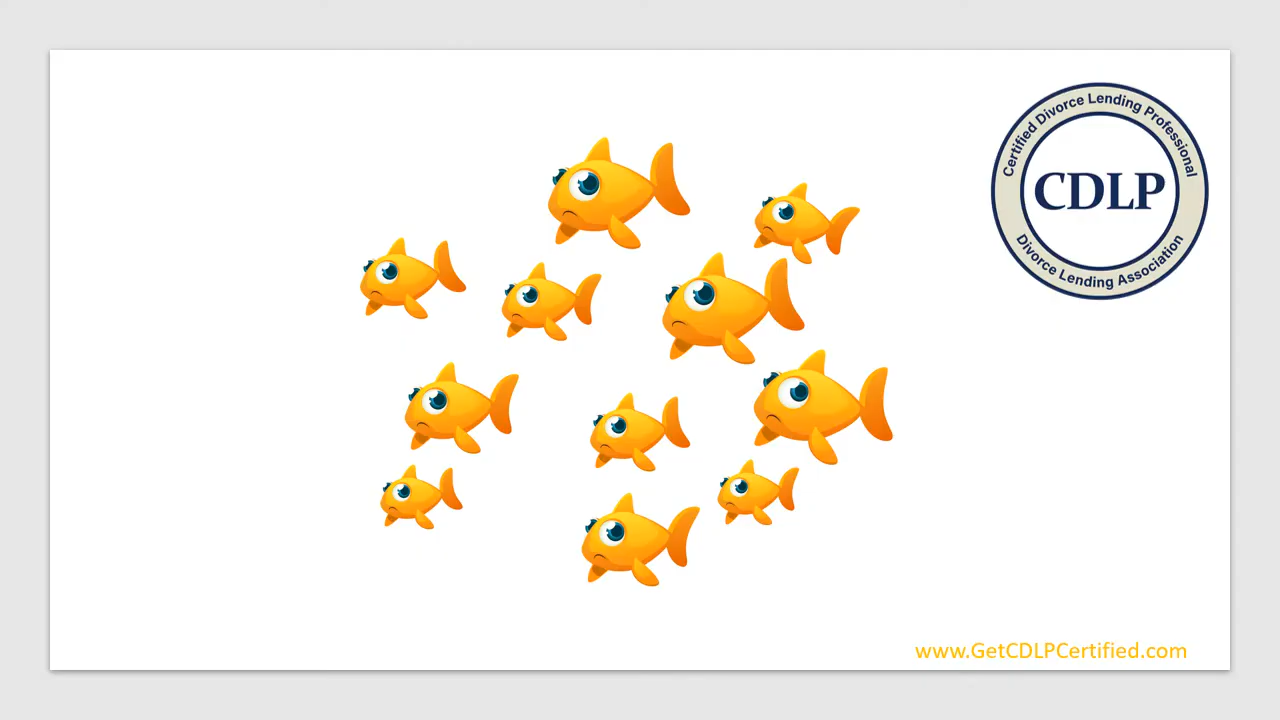 Certified Divorce Lending Professional
CDLP
Divorce Lending Association
www.GetCDLPCertified.com